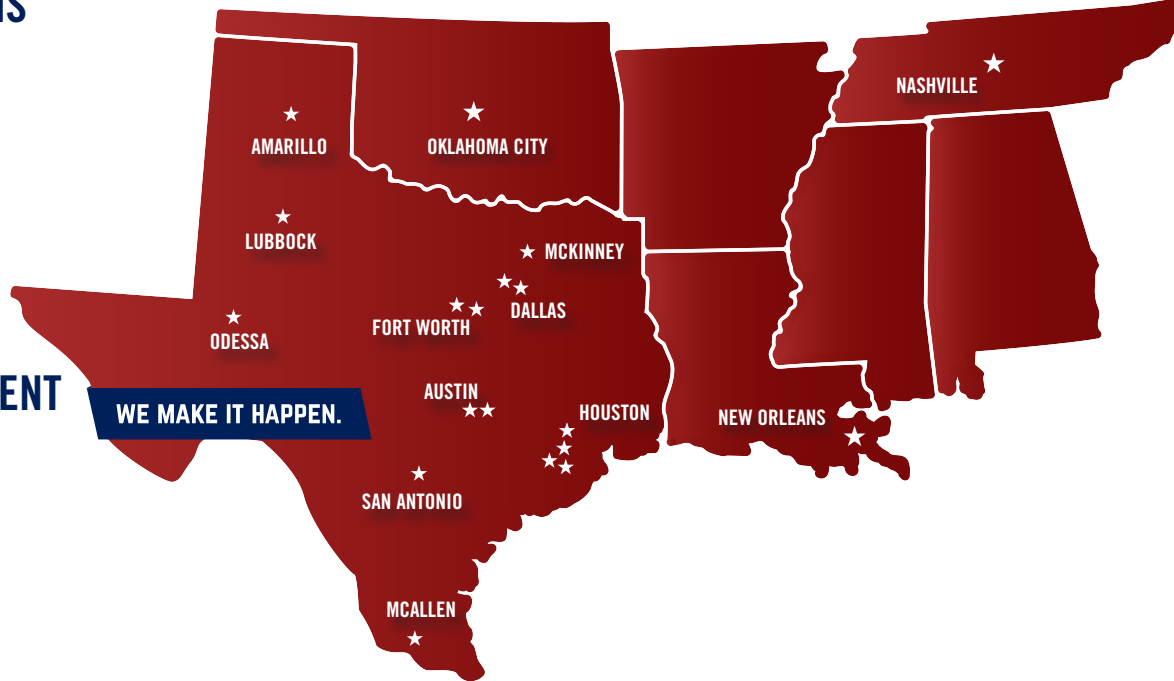 IS
NASHVILLE
AMARILLO
OKLAHOMA CITY
LUBBOCK
MCKINNEY
DALLAS
FORT WORTH
ODESSA
ENT
AUSTIN
WE MAKE IT HAPPEN.
HOUSTON
NEW ORLEANS
SAN ANTONIO
MCALLEN